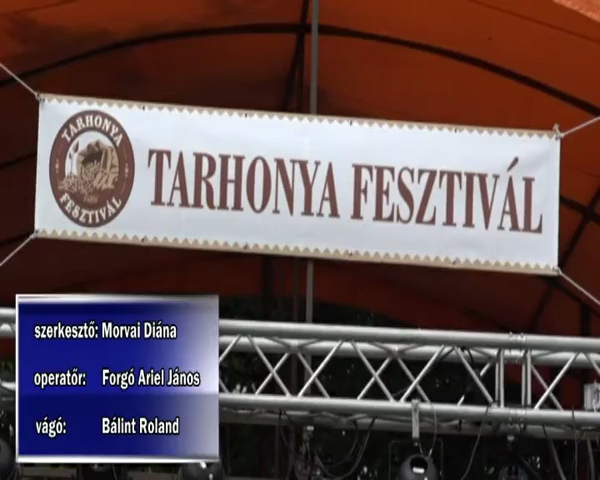 TARHONYA
FESZTIVÁL
TARHONYA FESZTIVÁL
szerkesztő: Morvai Diána
operatőr: Forgó Ariel János
vágó: Bálint Roland